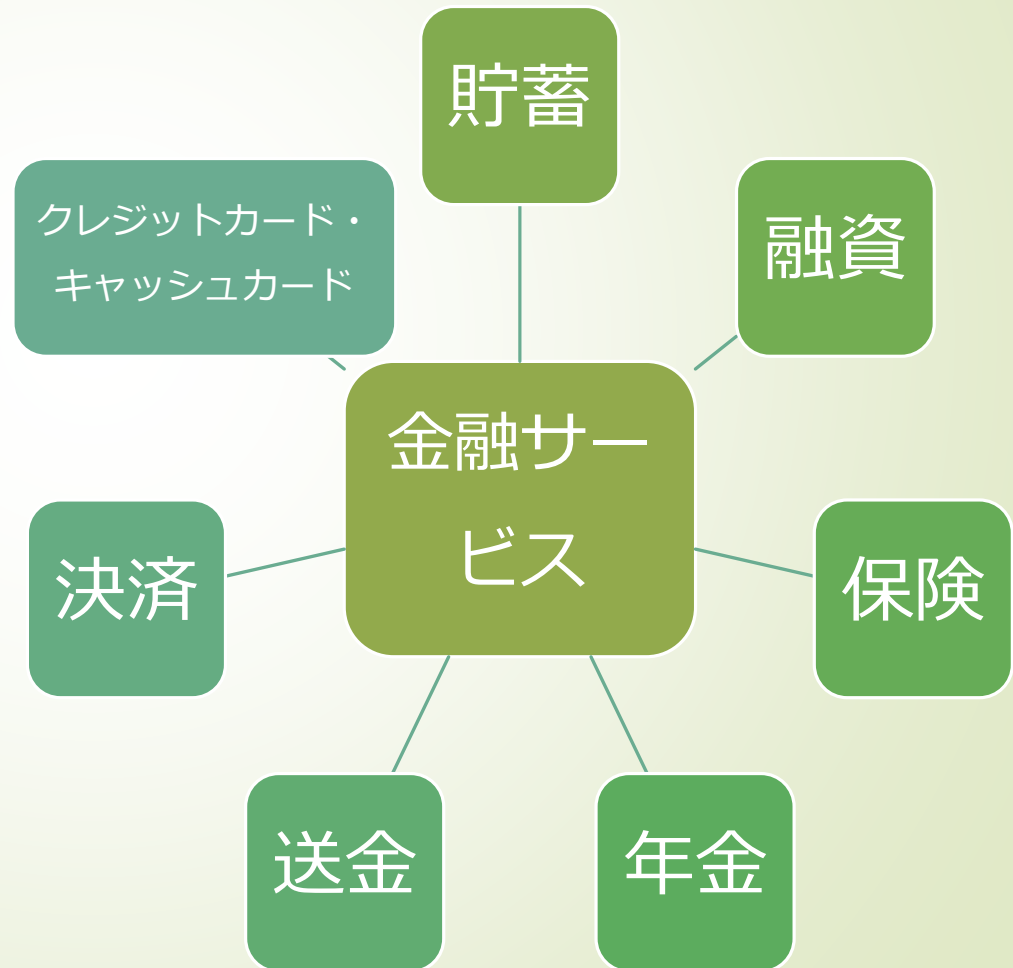 貯蓄
クレジットカード・
キャッシュカード
融資
金融サー
ビス
決済
保険
送金
年金